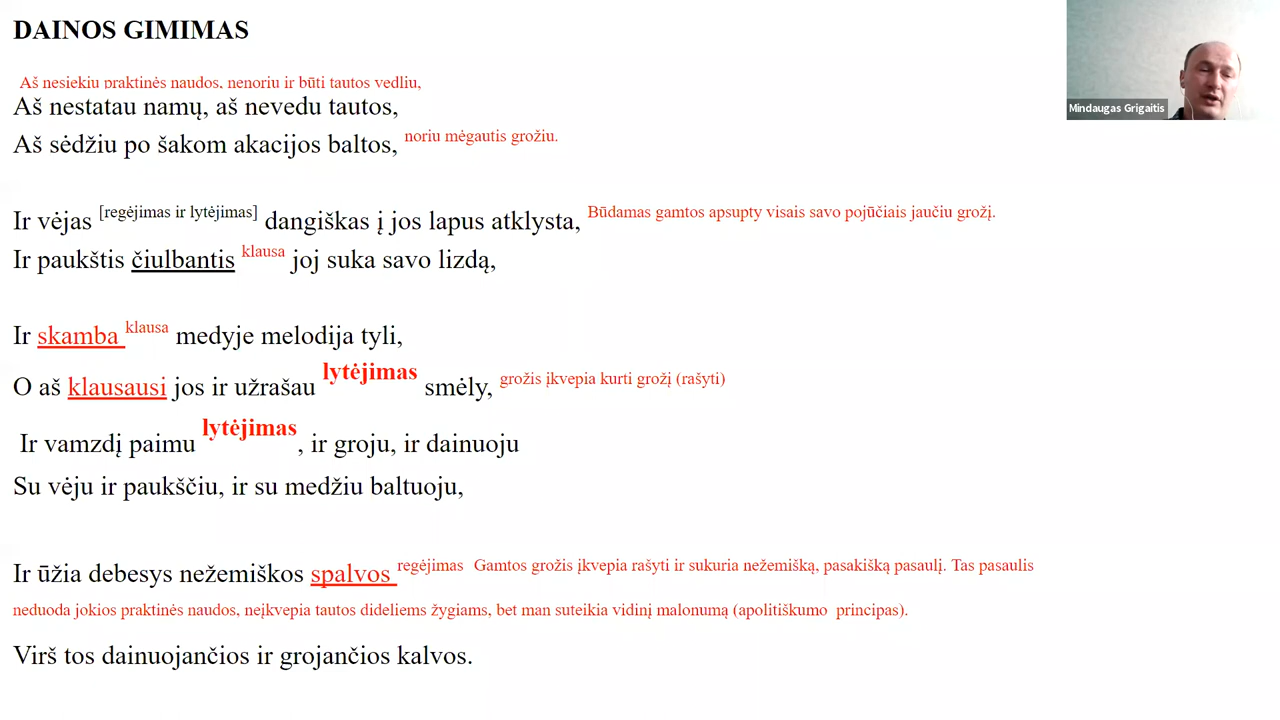 DAINOS GIMIMAS
Mindaugas Grigaitis
Aš nesiekiu praktinės naudos, nenoriu ir būti tautos vedliu,
Aš nestatau namų, aš nevedu tautos,
Aš sėdžiu po šakom akacijos baltos, noriu mėgautis grožiu.
Ir vėjas [regėjimas ir lytėjimas] dangiškas į jos lapus atklysta, Būdamas gamtos apsupty visais savo pojūčiais jaučiu grožį.
Ir paukštis čiulbantis klausa joj suka savo lizdą,
Ir skamba klausa medyje melodija tyli,
O aš klausausi jos ir užrašau lytėjimas smėly, grožis įkvepia kurti grožį (rašyti)
Ir vamzdį paimu lytėjimas, ir groju, ir dainuoju
Su vėju ir paukščiu, ir su medžiu baltuoju,
Ir ūžia debesys nežemiškos spalvos regėjimas Gamtos grožis įkvepia rašyti ir sukuria nežemišką, pasakišką pasaulį. Tas pasaulis
neduoda jokios praktinės naudos, neįkvepia tautos dideliems žygiams, bet man suteikia vidinį malonumą (apolitiškumo principas).
Virš tos dainuojančios ir grojančios kalvos.